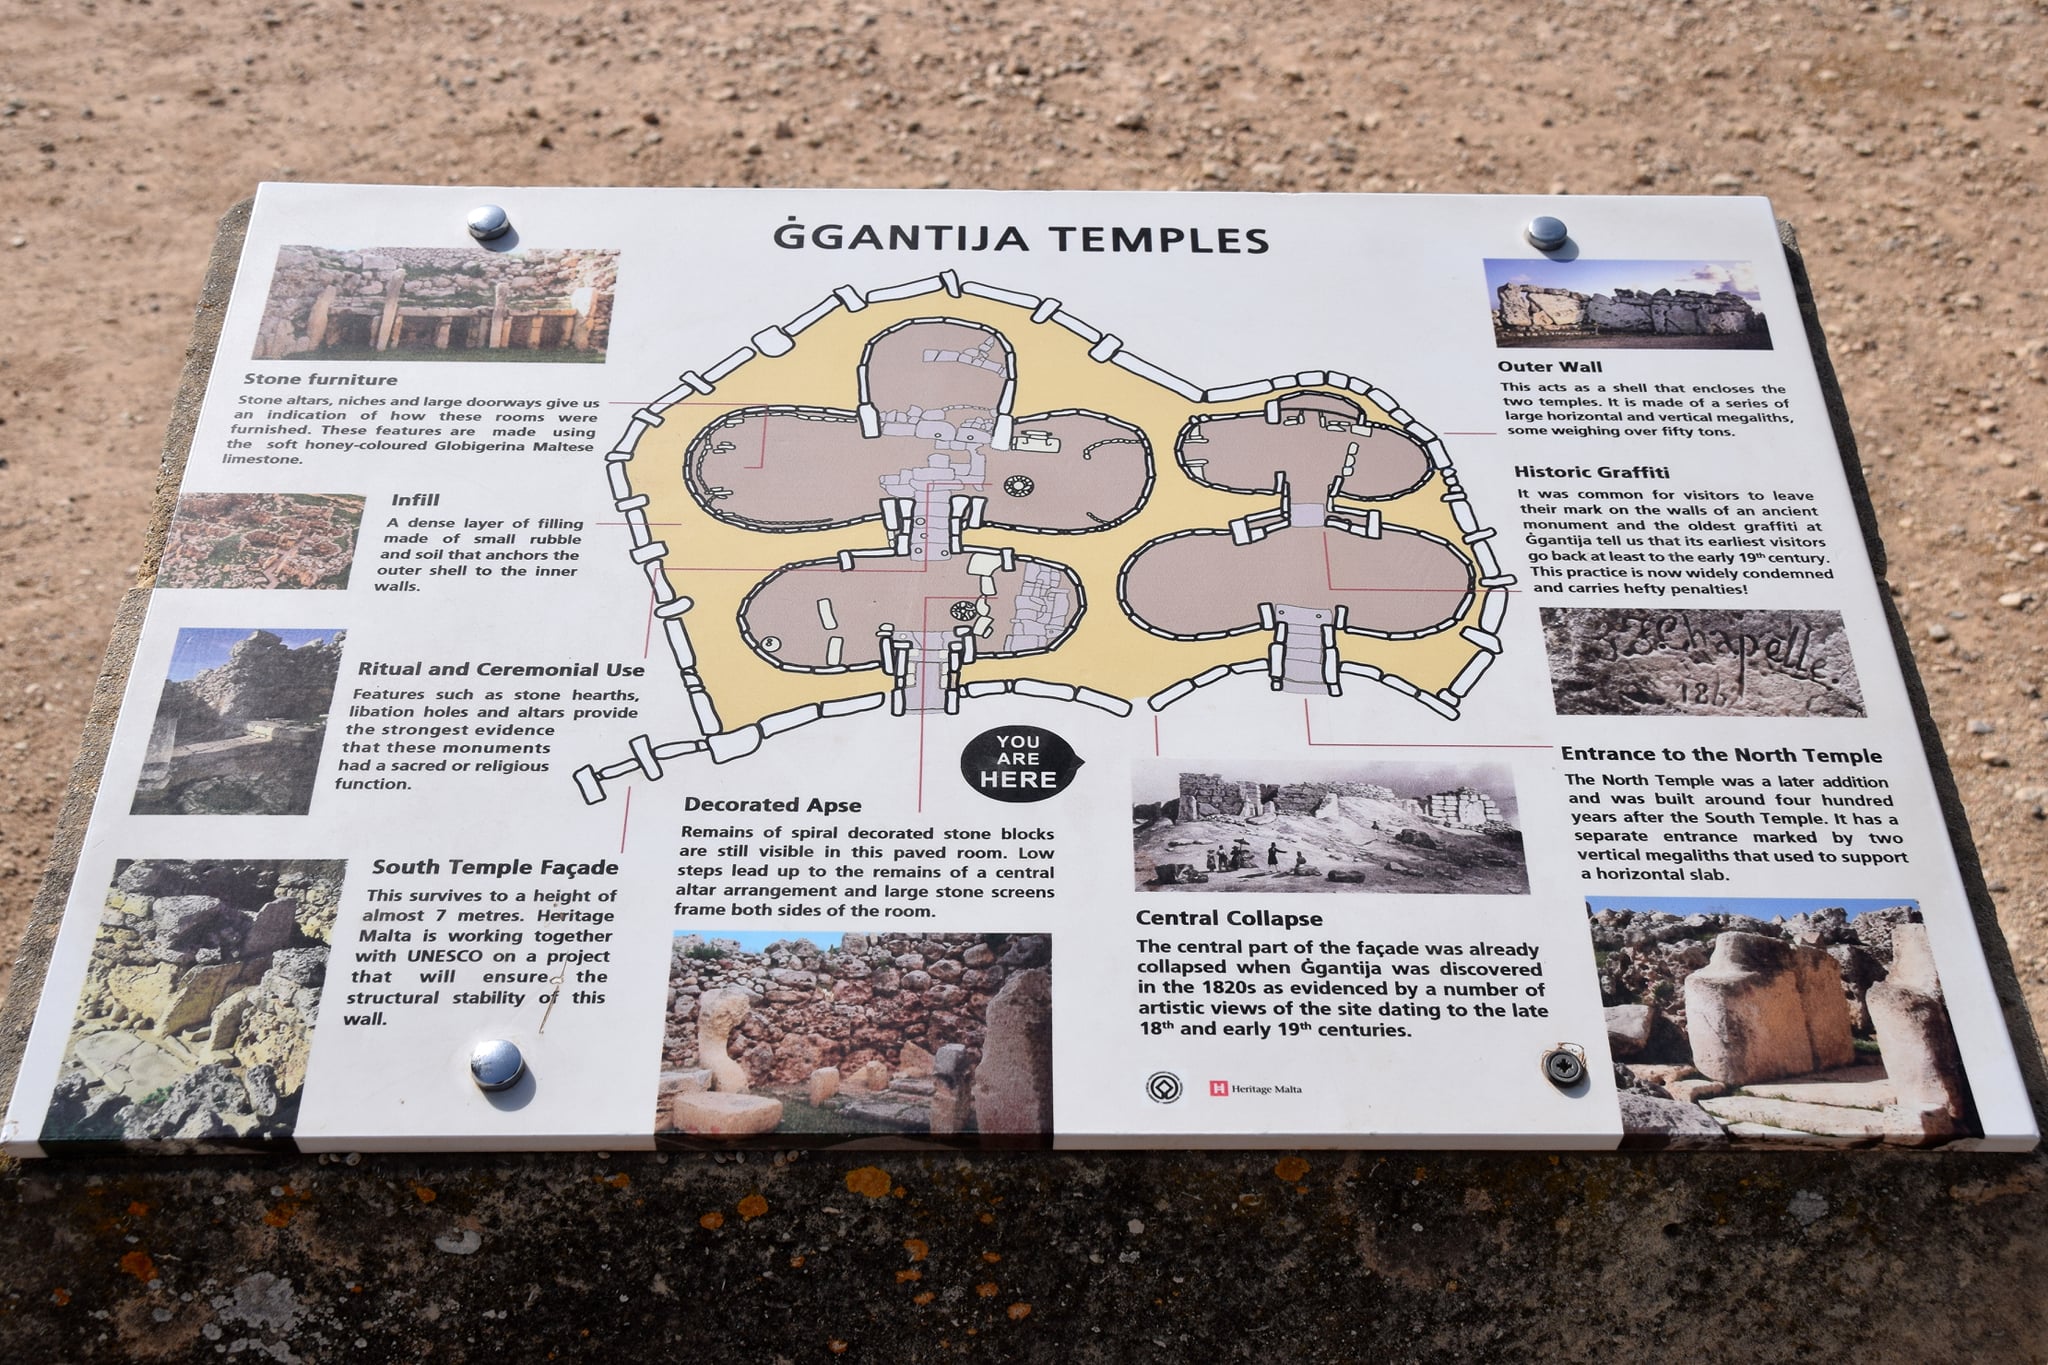 ĠGANTIJA TEMPLES
Stone furniture
Stone altars, niches and large doorways give us
an indication of how these rooms were
furnished. These features are made using
the soft honey-coloured Globigerina Maltese
limestone.
Infill
A dense layer of filling
made of small rubble
and soil that anchors the
outer shell to the inner
walls.
Ritual and Ceremonial Use
Features such as stone hearths,
libation holes and altars provide
the strongest evidence
that these monuments
had a sacred or religious
function.
South Temple Façade
This survives to a height of
almost 7 metres. Heritage
Malta is working together
with UNESCO on a project
that will ensure the
structural stability of this
wall.
YOU
ARE
HERE
Decorated Apse
Remains of spiral decorated stone blocks
are still visible in this paved room. Low
steps lead up to the remains of a central
altar arrangement and large stone screens
frame both sides of the room.
Central Collapse
The central part of the façade was already
collapsed when Ġgantija was discovered
in the 1820s as evidenced by a number of
artistic views of the site dating to the late
18th and early 19th centuries.
Heritage Malta
Outer Wall
This acts as a shell that encloses the
two temples. It is made of a series of
large horizontal and vertical megaliths,
some weighing over fifty tons.
Historic Graffiti
It was common for visitors to leave
their mark on the walls of an ancient
monument and the oldest graffiti at
Ġgantija tell us that its earliest visitors
go back at least to the early 19th century.
This practice is now widely condemned
and carries hefty penalties!
Chapelle
Entrance to the North Temple
The North Temple was a later addition
and was built around four hundred
years after the South Temple. It has a
separate entrance marked by two
vertical megaliths that used to support
a horizontal slab.